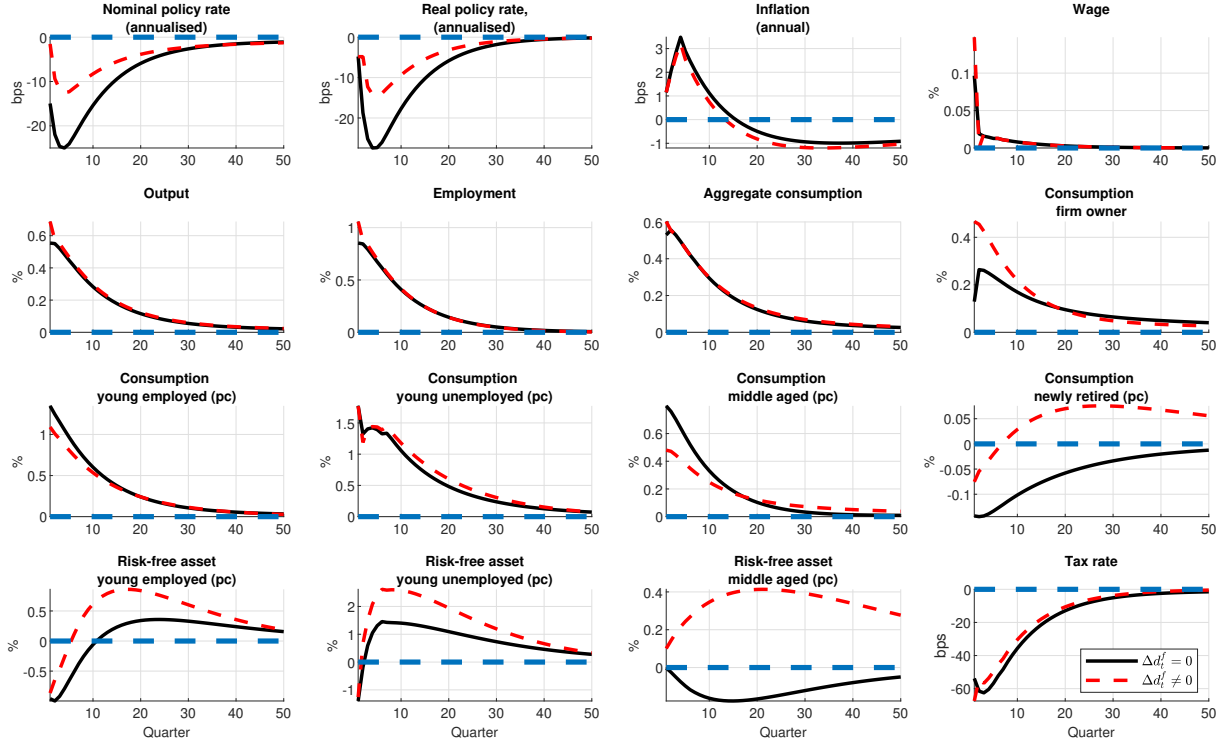 Nominal policy rate
(annualised)
0
-10
-20
bps
10 20 30 40 50
Real policy rate,
(annualised)
0
-10
-20
bps
10 20 30 40 50
Inflation
(annual)
3
2
1
0
-1
bps
10 20 30 40 50
Wage
0.1
0.05
0
%
10 20 30 40 50
Output
0.6
0.4
0.2
0
%
10 20 30 40 50
Employment
1
0.5
0
%
10 20 30 40 50
Aggregate consumption
0.6
0.4
0.2
0
%
10 20 30 40 50
Consumption
firm owner
0.4
0.2
0
%
10 20 30 40 50
Consumption
young employed (pc)
1
0.5
0
%
10 20 30 40 50
Consumption
young unemployed (pc)
1.5
1
0.5
0
%
10 20 30 40 50
Consumption
middle aged (pc)
0.8
0.6
0.4
0.2
0
%
10 20 30 40 50
Consumption
newly retired (pc)
0.05
0
-0.05
-0.1
%
10 20 30 40 50
Risk-free asset
young employed (pc)
0.5
0
-0.5
%
10 20 30 40 50
Quarter
Risk-free asset
young unemployed (pc)
2
1
0
-1
%
10 20 30 40 50
Quarter
Risk-free asset
middle aged (pc)
0.4
0.2
0
%
10 20 30 40 50
Quarter
Tax rate
0
-20
-40
-60
bps
10 20 30 40 50
Quarter
Δd_t^f = 0
Δd_t^f ≠ 0